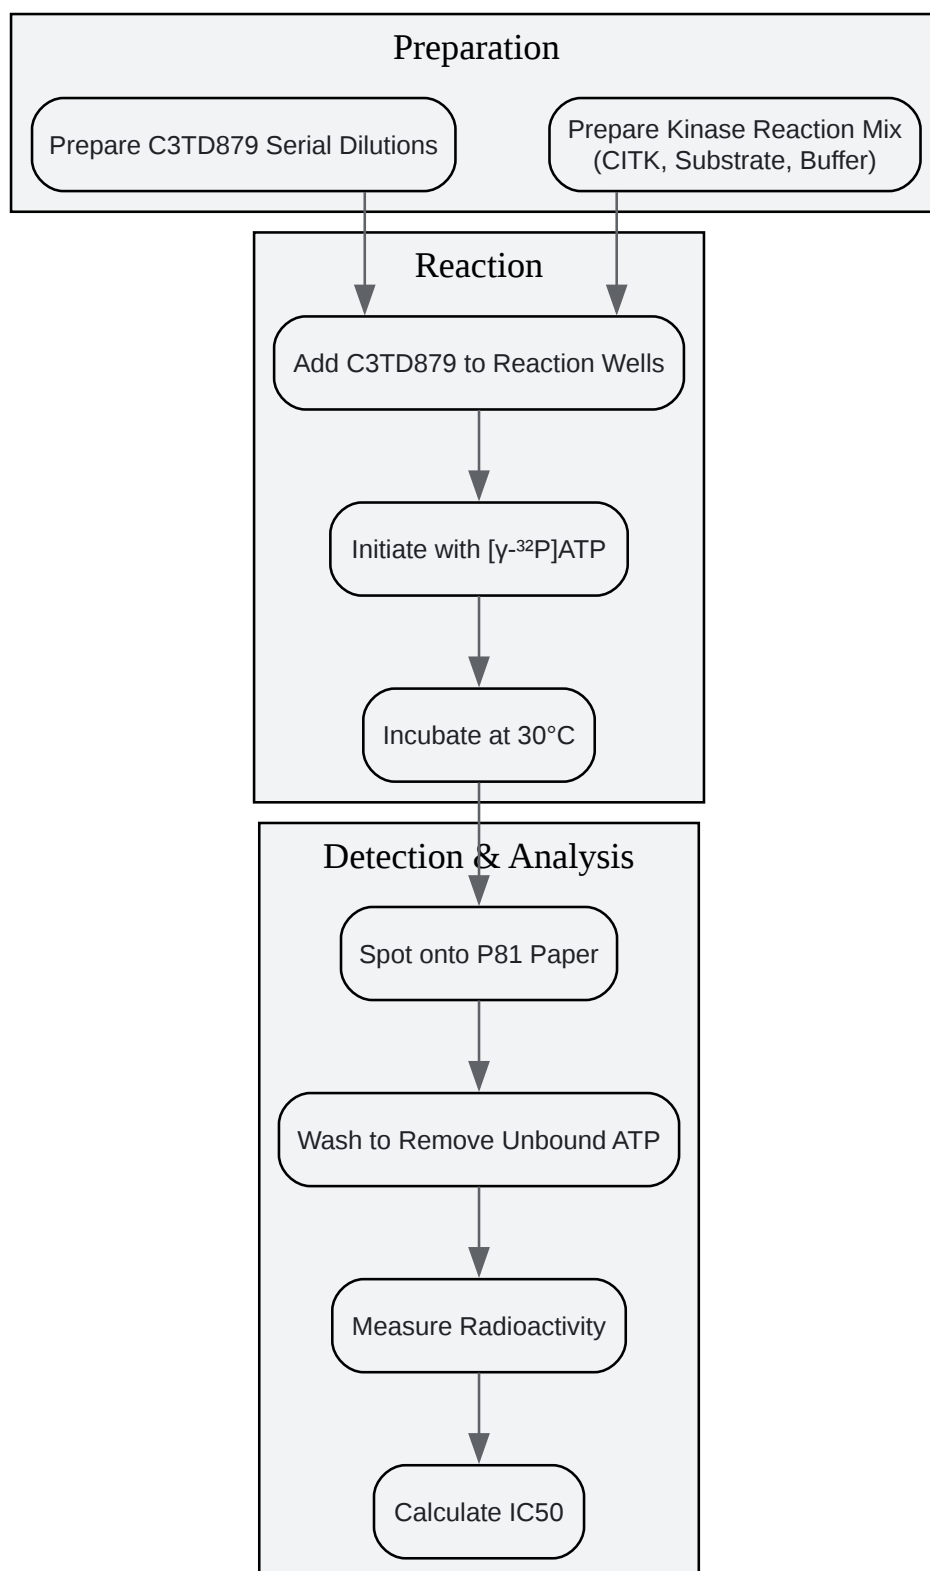 Preparation
Prepare C3TD879 Serial Dilutions
Prepare Kinase Reaction Mix
(CITK, Substrate, Buffer)
Reaction
Add C3TD879 to Reaction Wells
Initiate with [γ-³²P]ATP
Incubate at 30°C
Detection & Analysis
Spot onto P81 Paper
Wash to Remove Unbound ATP
Measure Radioactivity
Calculate IC50